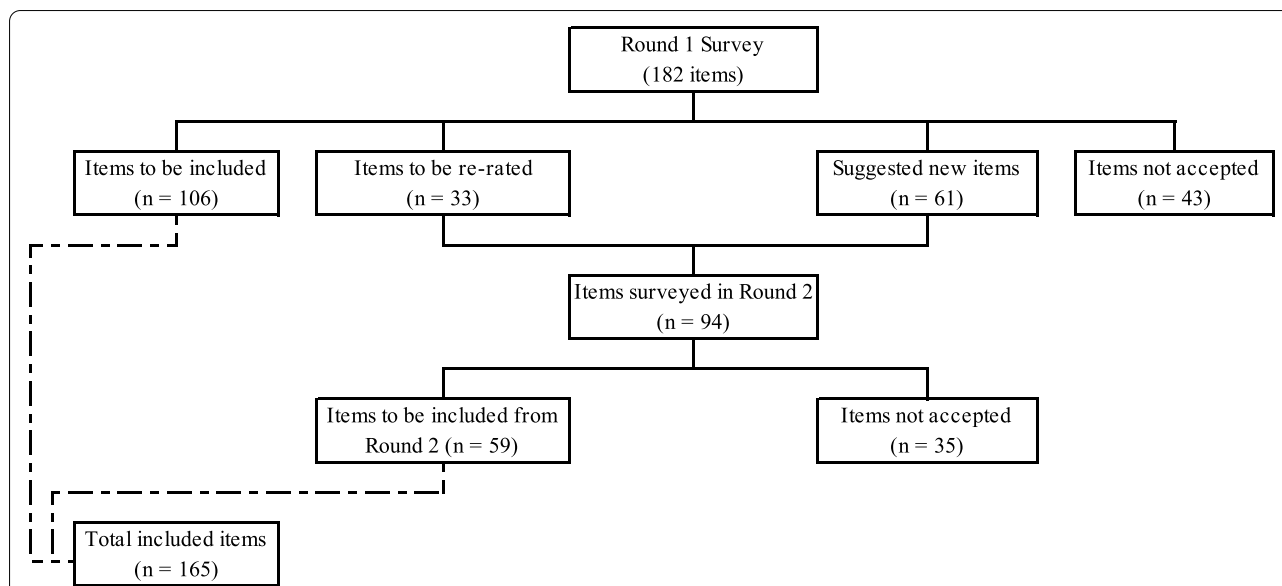 Round 1 Survey
(182 items)
Items to be included
(n = 106)
Items to be re-rated
(n = 33)
Suggested new items
(n = 61)
Items not accepted
(n = 43)
Items surveyed in Round 2
(n = 94)
Items to be included from
Round 2 (n = 59)
Items not accepted
(n = 35)
Total included items
(n = 165)